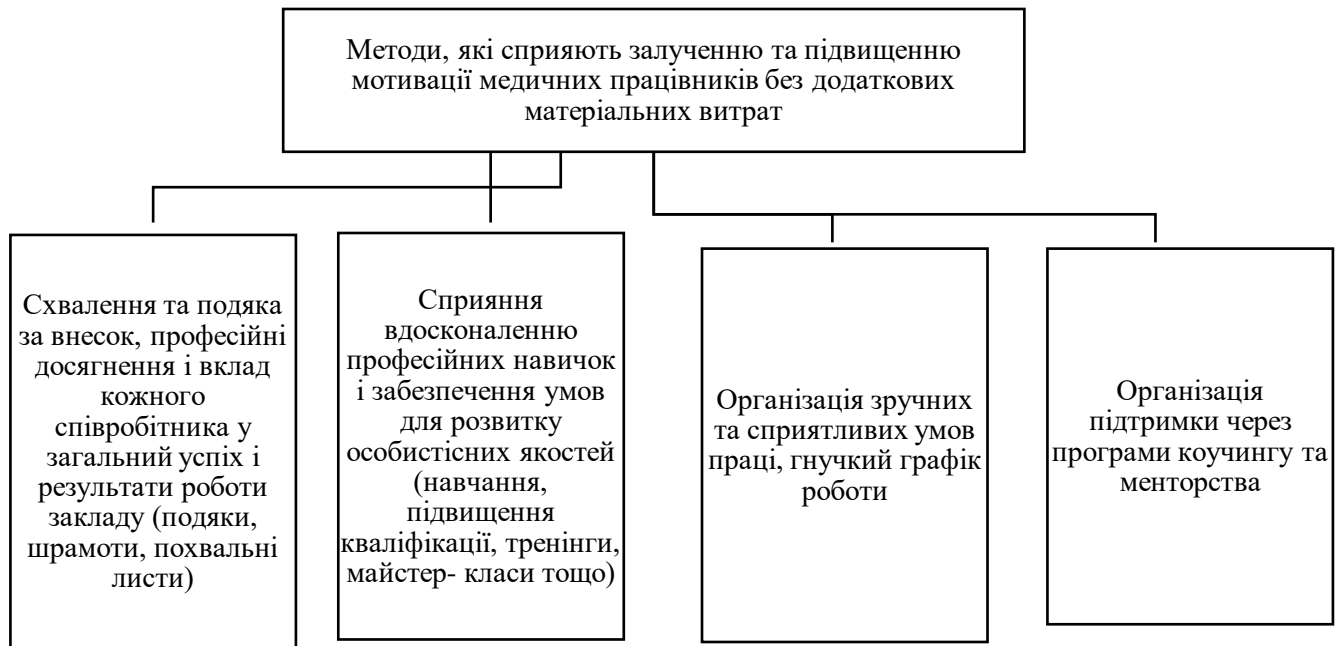 Методи, які сприяють залученню та підвищенню
мотивації медичних працівників без додаткових
матеріальних витрат
Схвалення та подяка
за внесок, професійні
досягнення і вклад
кожного
співробітника у
загальний успіх і
результати роботи
закладу (подяки,
шрамоти, похвальні
листи)
Сприяння
вдосконаленню
професійних навичок
і забезпечення умов
для розвитку
особистісних якостей
(навчання,
підвищення
кваліфікації, тренінги,
майстер- класи тощо)
Організація зручних
та сприятливих умов
праці, гнучкий графік
роботи
Організація
підтримки через
програми коучингу та
менторства